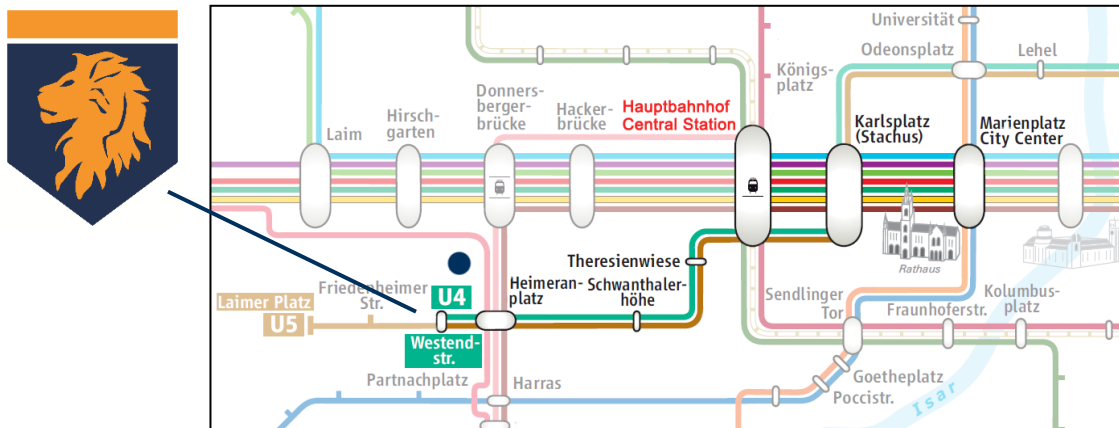 Universität
Odeonsplatz
Lehel
Königs-
platz
Donners-
berger-
brücke
Hacker-
brücke
Hauptbahnhof
Central Station
Hirsch-
garten
Laim
Karlsplatz
(Stachus)
Marienplatz
City Center
Rathaus
Theresienwiese
Heimeran-
platz
Schwanthaler-
höhe
Friedenheimer
Str.
Laimer Platz
U5
U4
Westend-
str.
Sendlinger
Tor
Fraunhoferstr.
Kolumbus-
platz
Partnachplatz
Harras
Goetheplatz
Poccistr.
Isar